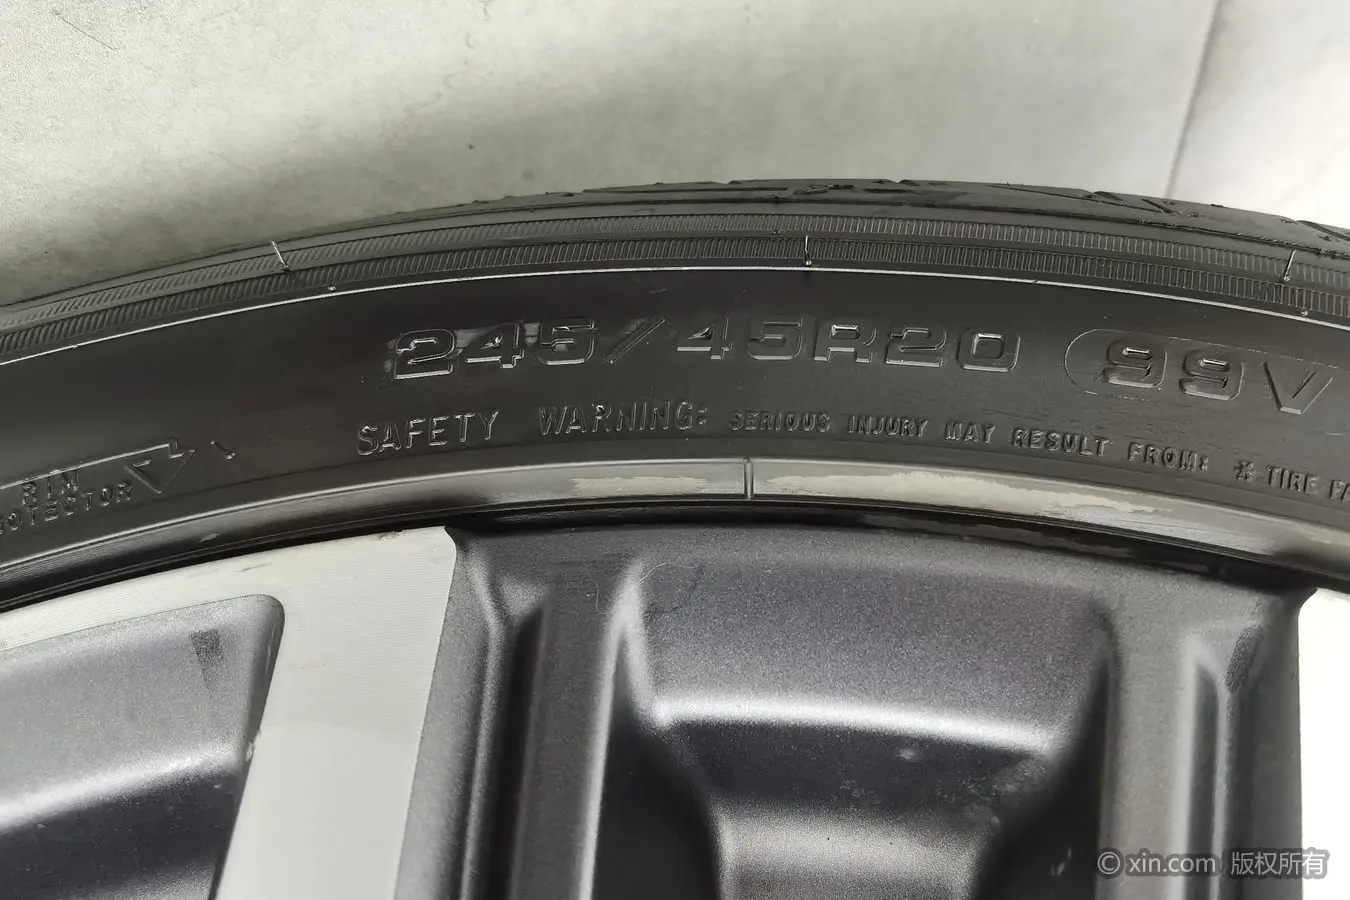 245/45R20 99V
SAFETY WARNING: SERIOUS INJURY MAY RESULT FROM: * TIRE FA
RIM
ROTECTOR
© xin.com 版权所有